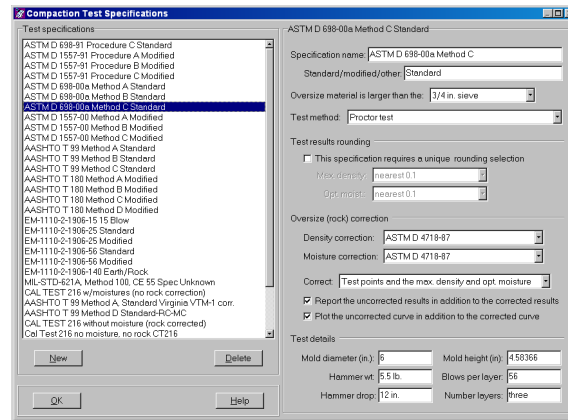 Compaction Test Specifications
Test specifications
ASTM D 698-91 Procedure C Standard
ASTM D 1557-91 Procedure A Modified
ASTM D 1557-91 Procedure B Modified
ASTM D 1557-91 Procedure C Modified
ASTM D 698-00a Method A Standard
ASTM D 698-00a Method B Standard
ASTM D 698-00a Method C Standard
ASTM D 1557-00 Method A Modified
ASTM D 1557-00 Method B Modified
ASTM D 1557-00 Method C Modified
AASHTO T 99 Method A Standard
AASHTO T 99 Method B Standard
AASHTO T 99 Method C Standard
AASHTO T 180 Method A Modified
AASHTO T 180 Method B Modified
AASHTO T 180 Method C Modified
AASHTO T 180 Method D Modified
EM-1110-2-1906-15 15 Blow
EM-1110-2-1906-25 Standard
EM-1110-2-1906-25 Modified
EM-1110-2-1906-56 Standard
EM-1110-2-1906-56 Modified
EM-1110-2-1906-140 Earth/Rock
MIL-STD-621A, Method 100, CE 55 Spec Unknown
CAL TEST 216 w/moistures (no rock correction)
AASHTO T 99 Method A, Standard Virginia VTM-1 corr.
AASHTO T 99 Method D Standard-RC-MC
CAL TEST 216 without moisture (rock corrected)
Cal Test 216 no moisture, no rock CT216
New
Delete
OK
Help
ASTM D 698-00a Method C Standard
Specification name: ASTM D 698-00a Method C
Standard/modified/other: Standard
Oversize material is larger than the: 3/4 in. sieve
Test method: Proctor test
Test results rounding
This specification requires a unique rounding selection
Max. density: nearest 0.1
Opt. moist.: nearest 0.1
Oversize (rock) correction
Density correction: ASTM D 4718-87
Moisture correction: ASTM D 4718-87
Correct: Test points and the max. density and opt. moisture
Report the uncorrected results in addition to the corrected results
Plot the uncorrected curve in addition to the corrected curve
Test details
Mold diameter (in.): 6 Mold height (in): 4.58366
Hammer wt: 5.5 lb. Blows per layer: 56
Hammer drop: 12 in. Number layers: three